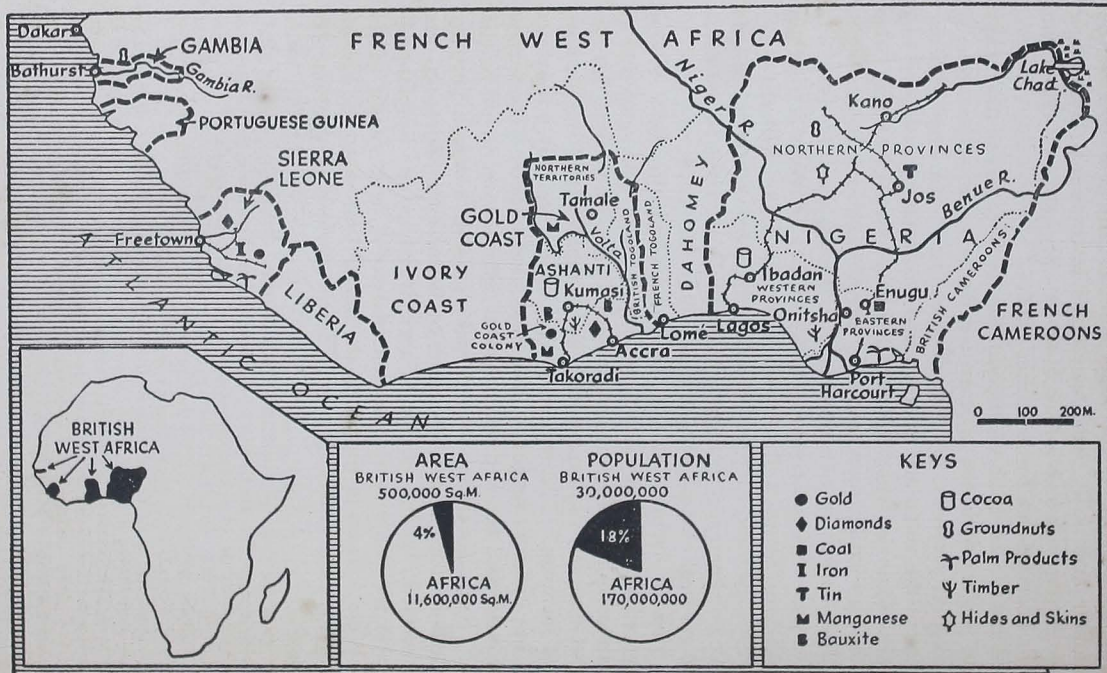 Dakar
Bathurst
GAMBIA
Gambia R.
PORTUGUESE GUINEA
SIERRA
LEONE
Freetown
LIBERIA
ATLANTIC OCEAN
FRENCH WEST AFRICA
IVORY
COAST
GOLD
COAST
NORTHERN
TERRITORIES
Tamale
Volta
ASHANTI
Kumasi
GOLD
COAST
COLONY
Takoradi
Accra
BRITISH TOGOLAND
FRENCH TOGOLAND
Lomé
DAHOMEY
Niger R.
Lagos
Ibadan
WESTERN
PROVINCES
Kano
NORTHERN PROVINCES
Jos
Benue R.
Lake
Chad
NIGERIA
Onitsha
Enugu
EASTERN
PROVINCES
Port
Harcourt
BRITISH CAMEROONS
FRENCH
CAMEROONS
0 100 200 M.
BRITISH
WEST AFRICA
AREA
BRITISH WEST AFRICA
500,000 Sq.M.
4%
AFRICA
11,600,000 Sq.M.
POPULATION
BRITISH WEST AFRICA
30,000,000
18%
AFRICA
170,000,000
KEYS
Gold
Diamonds
Coal
Iron
Tin
Manganese
Bauxite
Cocoa
Groundnuts
Palm Products
Timber
Hides and Skins